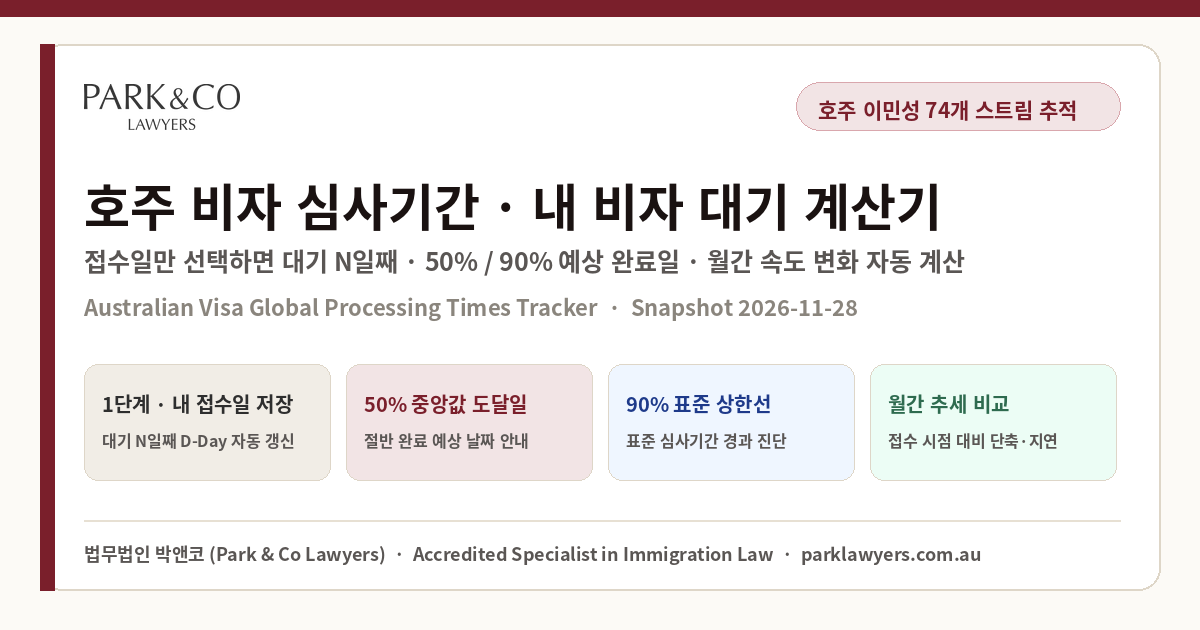 PARK&CO
LAWYERS
호주 이민성 74개 스트림 추적
호주 비자 심사기간 · 내 비자 대기 계산기
접수일만 선택하면 대기 N일째 · 50% / 90% 예상 완료일 · 월간 속도 변화 자동 계산
Australian Visa Global Processing Times Tracker · Snapshot 2026-11-28
1단계 · 내 접수일 저장
대기 N일째 D-Day 자동 갱신
50% 중앙값 도달일
절반 완료 예상 날짜 안내
90% 표준 상한선
표준 심사기간 경과 진단
월간 추세 비교
접수 시점 대비 단축·지연
법무법인 박앤코 (Park & Co Lawyers) · Accredited Specialist in Immigration Law · parklawyers.com.au